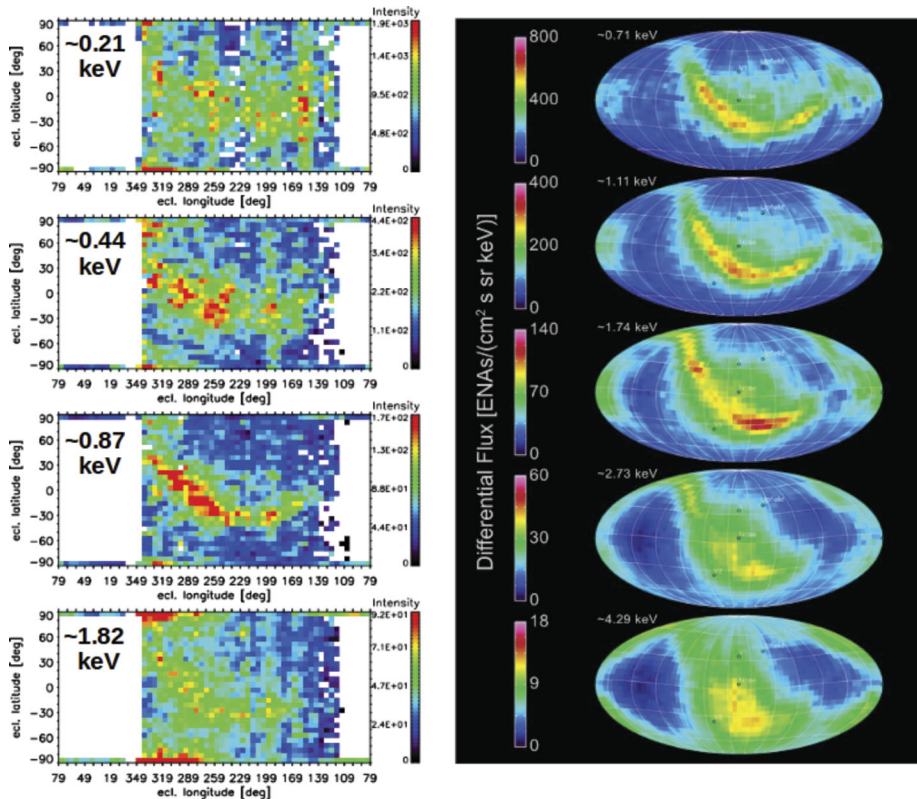 ~0.21
keV
90
60
30
0
−30
−60
−90
ecl. latitude [deg]
79 49 19 349 319 289 259 229 199 169 139 109 79
ecl. longitude [deg]
Intensity
1.9E+03
1.4E+03
9.5E+02
4.8E+02
0
~0.44
keV
90
60
30
0
−30
−60
−90
ecl. latitude [deg]
79 49 19 349 319 289 259 229 199 169 139 109 79
ecl. longitude [deg]
Intensity
4.4E+02
3.3E+02
2.2E+02
1.1E+02
0
~0.87
keV
90
60
30
0
−30
−60
−90
ecl. latitude [deg]
79 49 19 349 319 289 259 229 199 169 139 109 79
ecl. longitude [deg]
Intensity
1.7E+02
1.3E+02
8.8E+01
4.4E+01
0
~1.82
keV
90
60
30
0
−30
−60
−90
ecl. latitude [deg]
79 49 19 349 319 289 259 229 199 169 139 109 79
ecl. longitude [deg]
Intensity
9.2E+01
7.1E+01
4.7E+01
2.4E+01
0
Differential Flux [ENAs/(cm² s sr keV)]
800
400
0
~0.71 keV
400
200
0
~1.11 keV
140
70
0
~1.74 keV
60
30
0
~2.73 keV
18
9
0
~4.29 keV